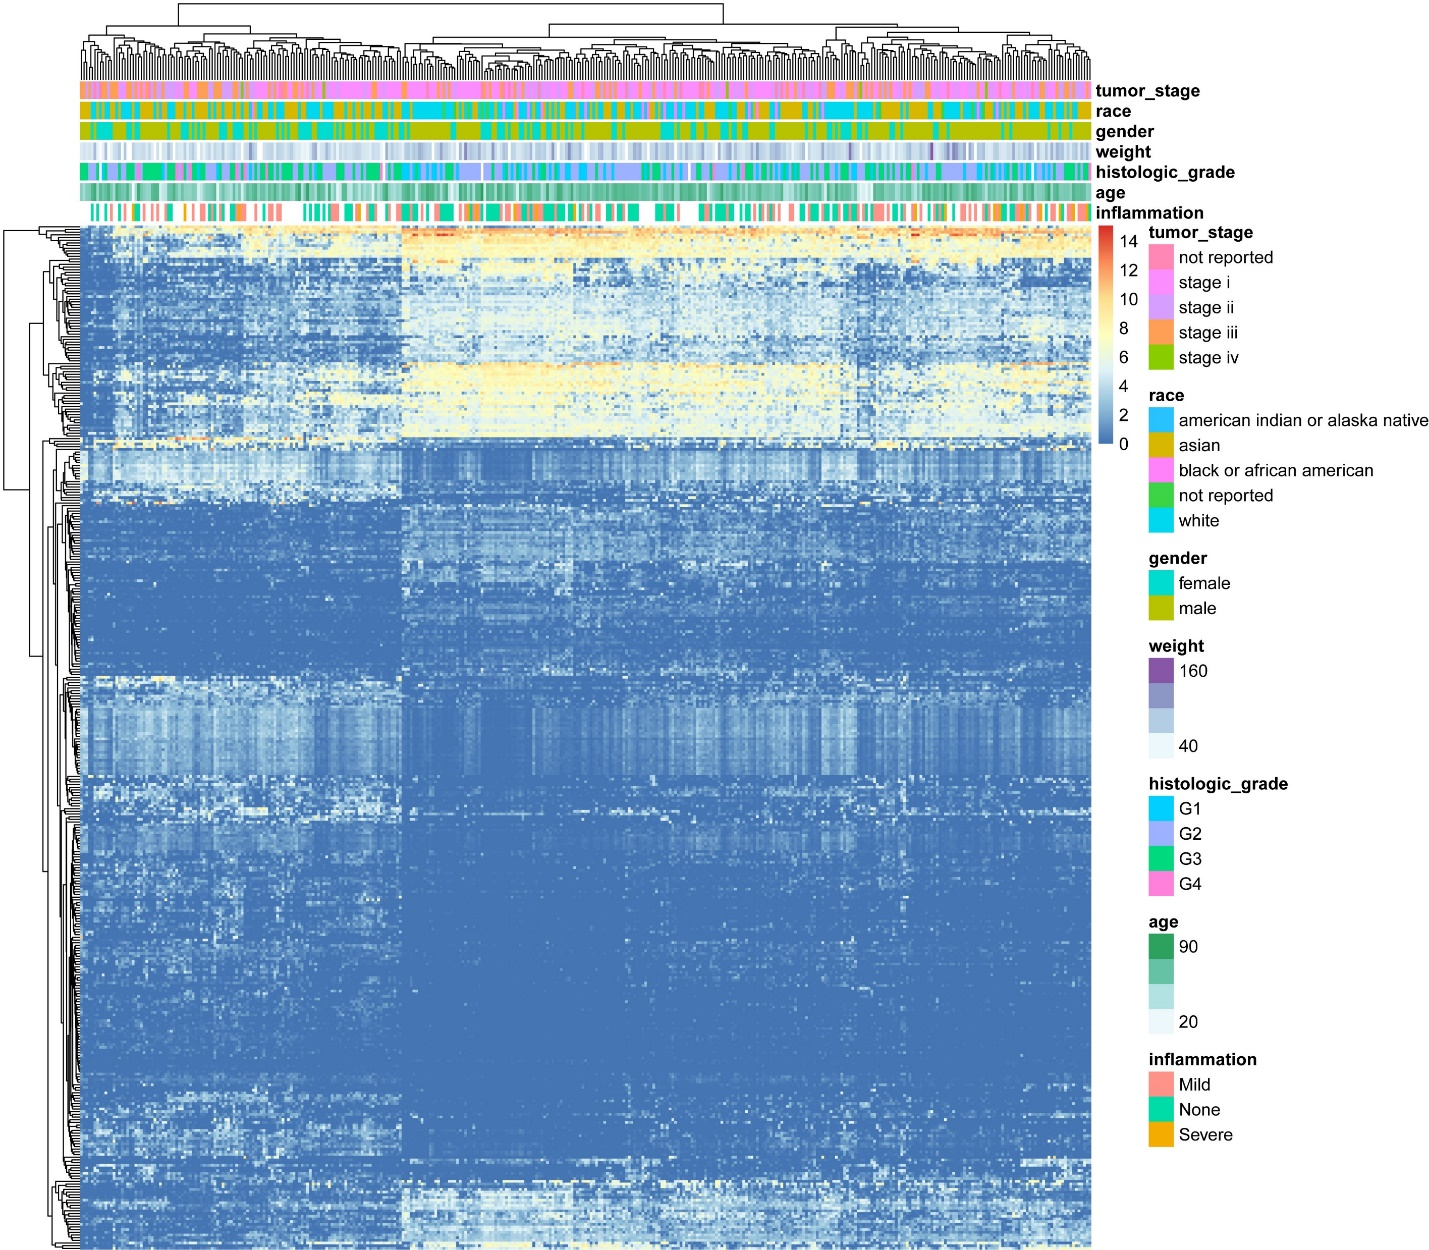 tumor_stage
race
gender
weight
histologic_grade
age
inflammation
14
12
10
8
6
4
2
0
tumor_stage
not reported
stage i
stage ii
stage iii
stage iv
race
american indian or alaska native
asian
black or african american
not reported
white
gender
female
male
weight
160
40
histologic_grade
G1
G2
G3
G4
age
90
20
inflammation
Mild
None
Severe